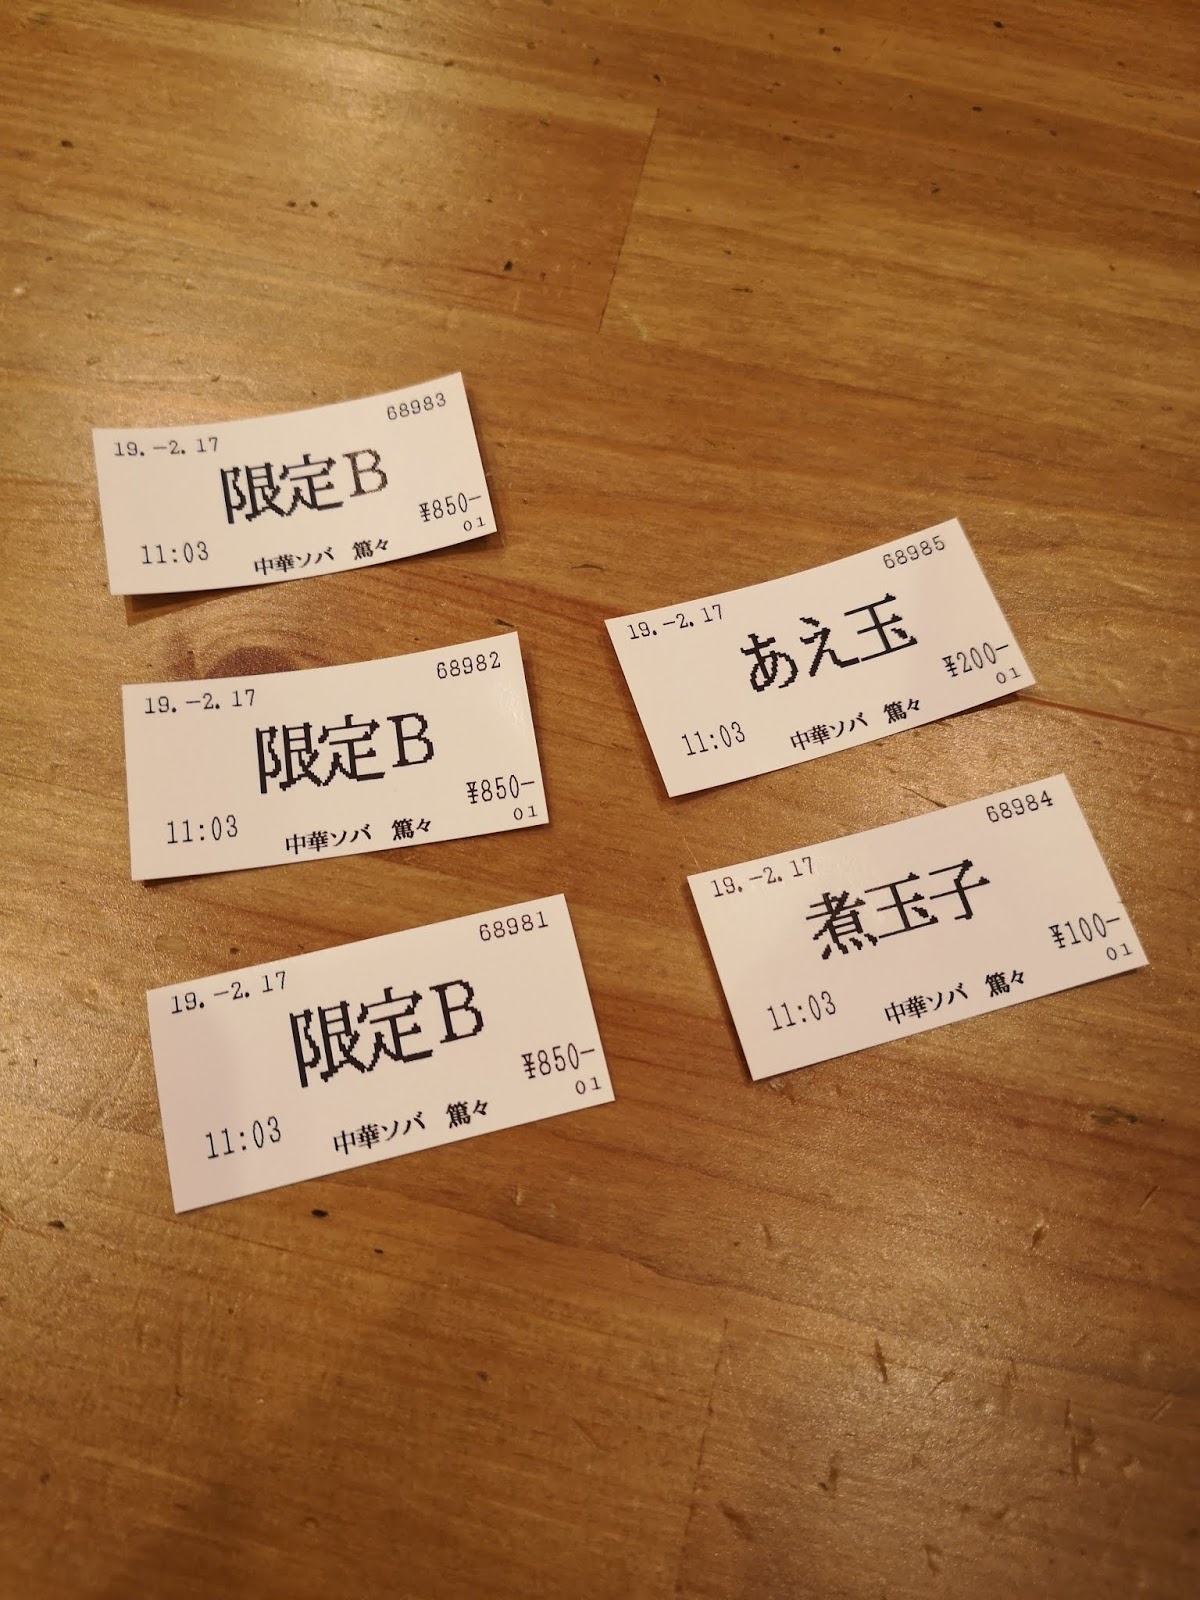 68983
19.-2.17
限定B
¥850-
01
11:03
中華ソバ 篤々
68982
19.-2.17
限定B
¥850-
01
11:03
中華ソバ 篤々
68981
19.-2.17
限定B
¥850-
01
11:03
中華ソバ 篤々
68985
19.-2.17
あえ玉
¥200-
01
11:03
中華ソバ 篤々
68984
19.-2.17
煮玉子
¥100-
01
11:03
中華ソバ 篤々